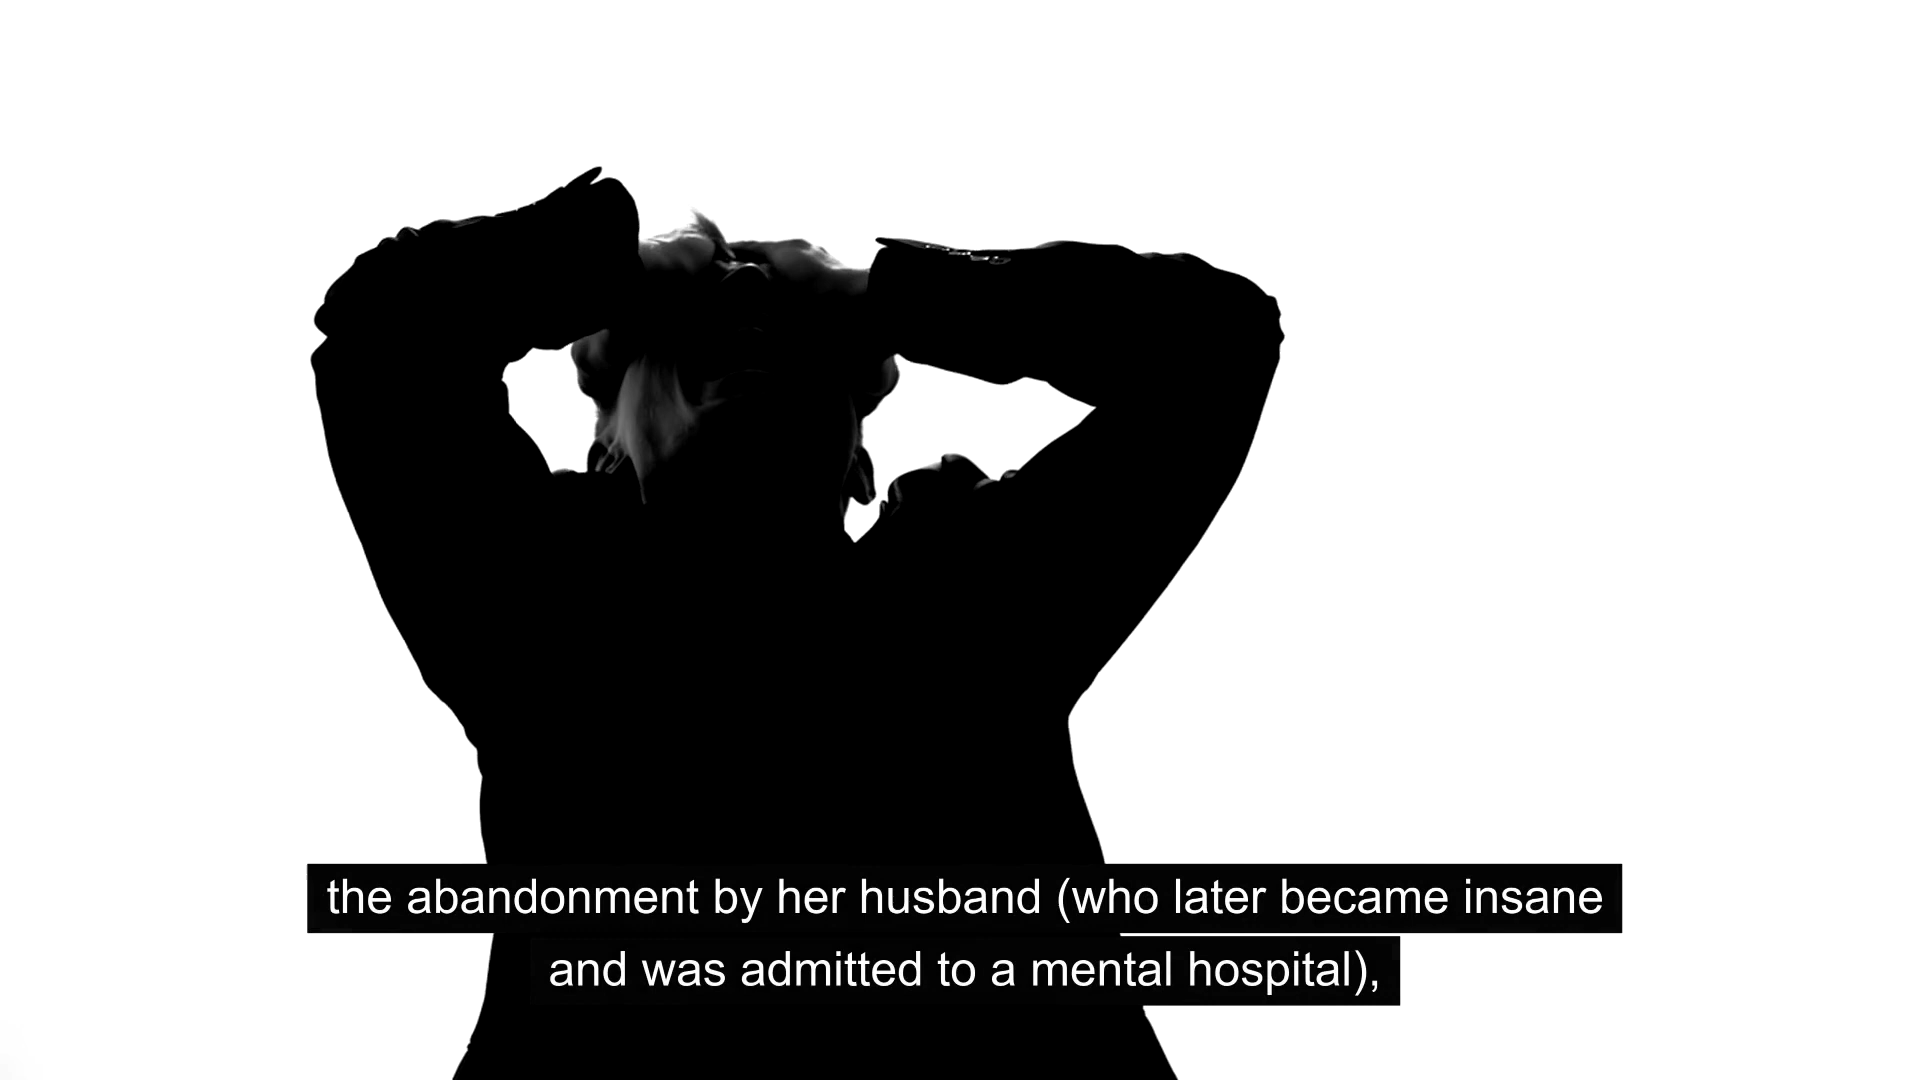 the abandonment by her husband (who later became insane
and was admitted to a mental hospital),